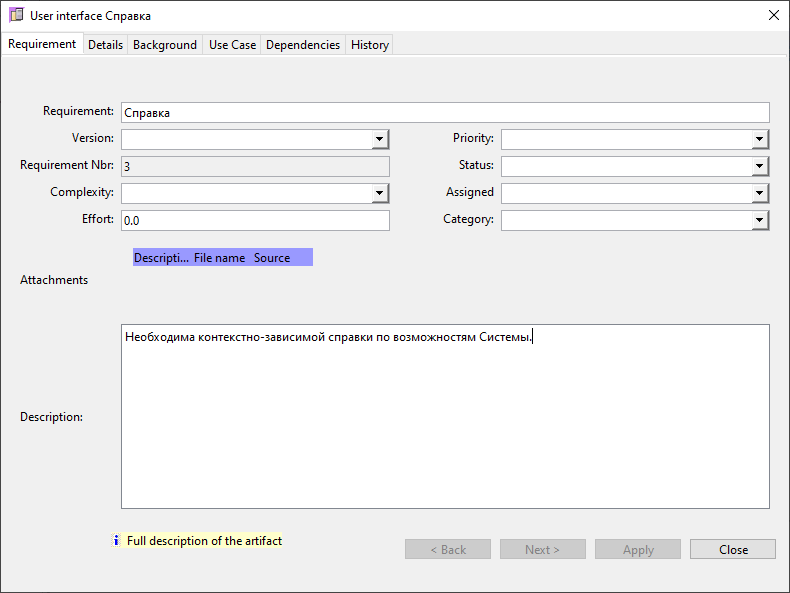 User interface Справка
Requirement Details Background Use Case Dependencies History
Requirement: Справка
Version: Priority:
Requirement Nbr: 3 Status:
Complexity: Assigned
Effort: 0.0 Category:
Descripti... File name Source
Attachments
Необходима контекстно-зависимой справки по возможностям Системы.
Description:
Full description of the artifact
< Back Next > Apply Close